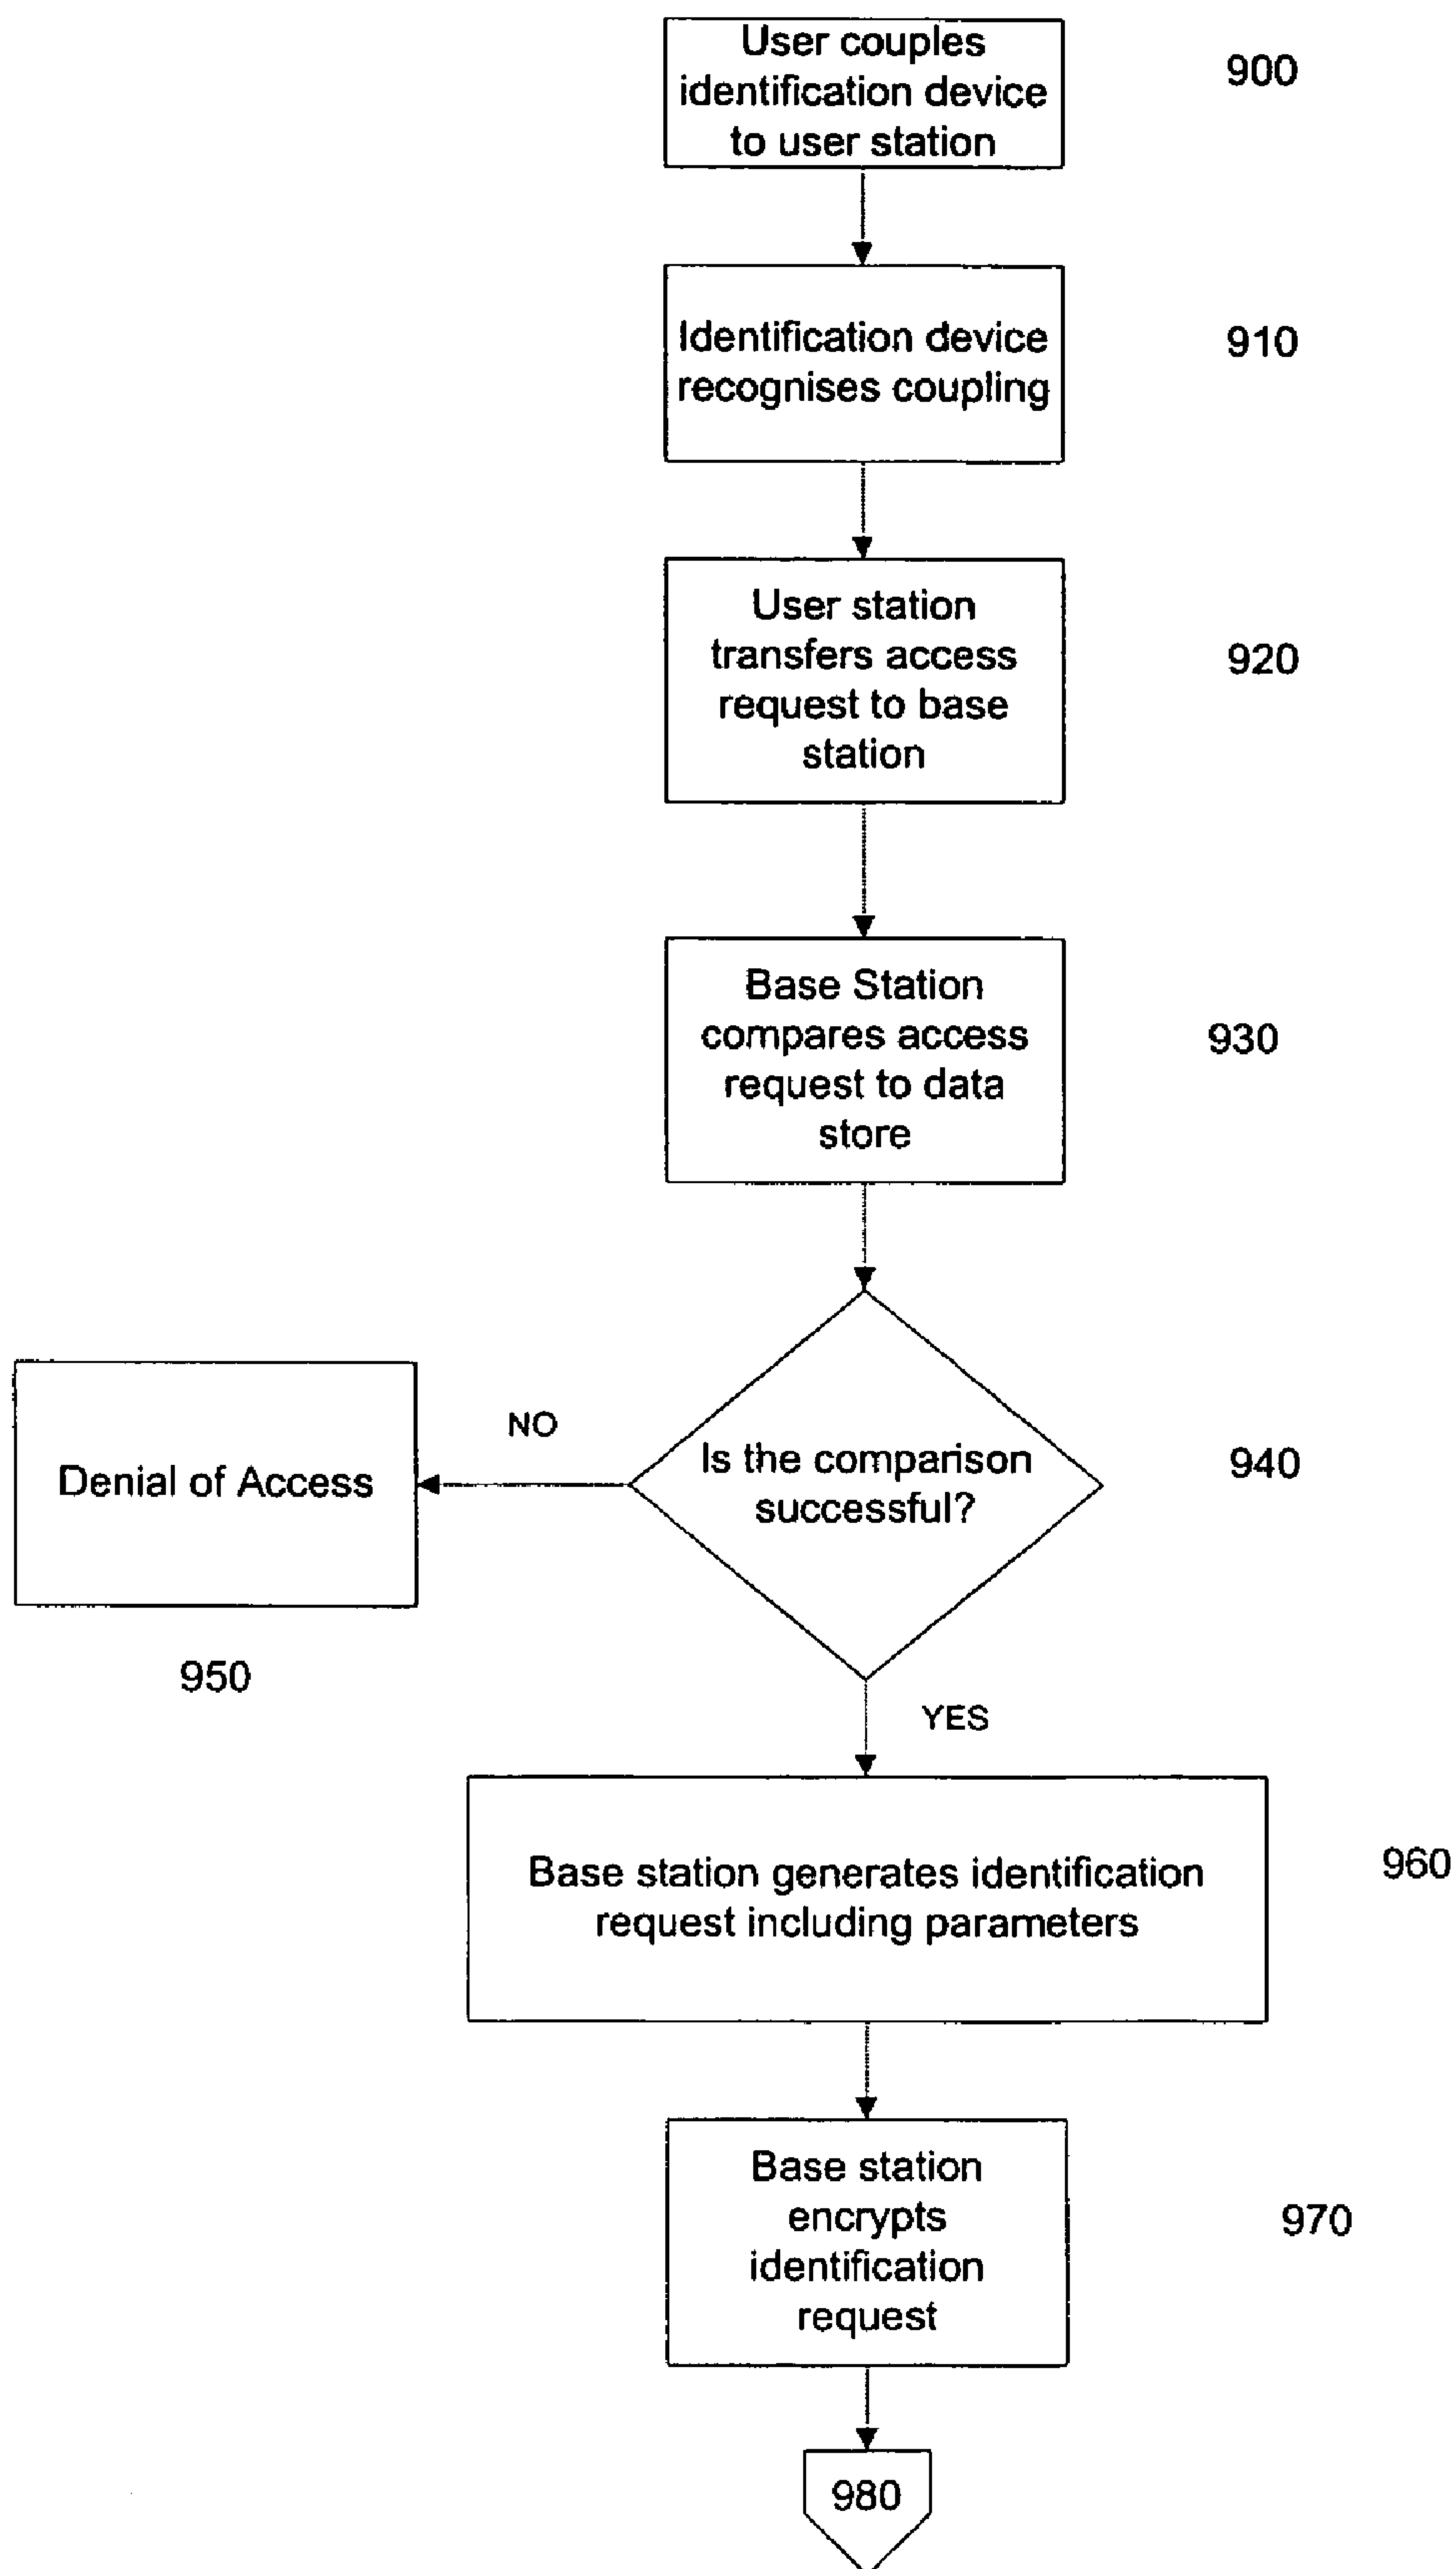 User couples
identification device
to user station
900
Identification device
recognises coupling
910
User station
transfers access
request to base
station
920
Base Station
compares access
request to data
store
930
Is the comparison
successful?
940
NO
Denial of Access
950
YES
Base station generates identification
request including parameters
960
Base station
encrypts
identification
request
970
980